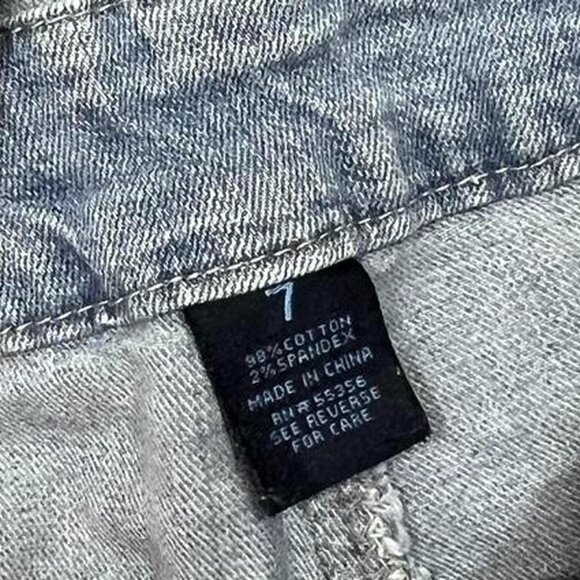 7
98% COTTON
2% SPANDEX
MADE IN CHINA
RN# 55356
SEE REVERSE
FOR CARE